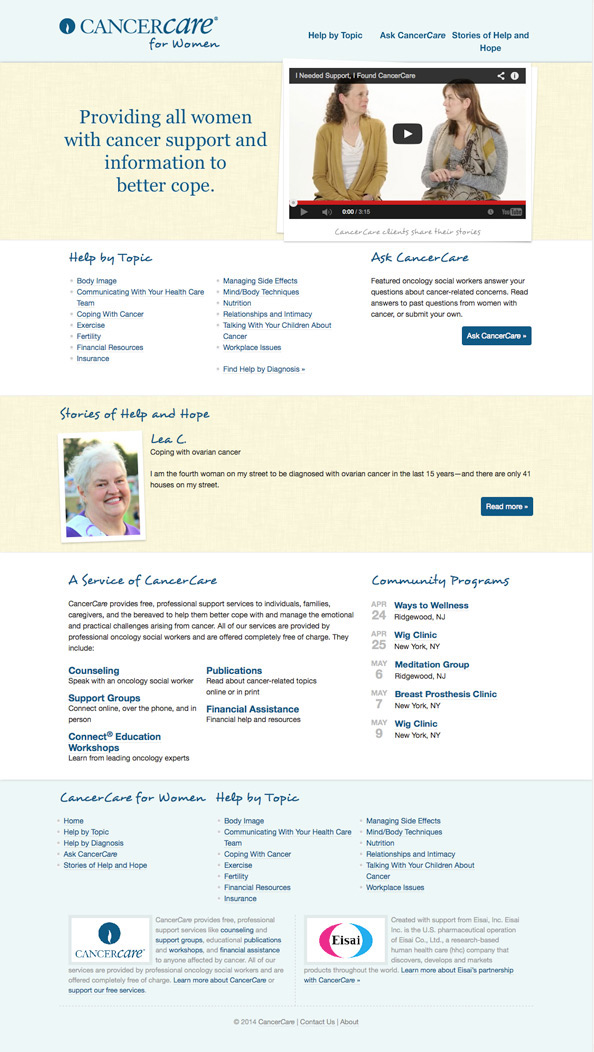 CANCERcare®
for Women
Help by Topic
Ask CancerCare
Stories of Help and
Hope
Providing all women
with cancer support and
information to
better cope.
I Needed Support, I Found CancerCare
0:00 / 3:15
YouTube
CancerCare clients share their stories
Help by Topic
Body Image
Communicating With Your Health Care
Team
Coping With Cancer
Exercise
Fertility
Financial Resources
Insurance
Managing Side Effects
Mind/Body Techniques
Nutrition
Relationships and Intimacy
Talking With Your Children About
Cancer
Workplace Issues
Find Help by Diagnosis »
Ask CancerCare
Featured oncology social workers answer your
questions about cancer-related concerns. Read
answers to past questions from women with
cancer, or submit your own.
Ask CancerCare »
Stories of Help and Hope
Lea C.
Coping with ovarian cancer
I am the fourth woman on my street to be diagnosed with ovarian cancer in the last 15 years—and there are only 41
houses on my street.
Read more »
A Service of CancerCare
CancerCare provides free, professional support services to individuals, families,
caregivers, and the bereaved to help them better cope with and manage the emotional
and practical challenges arising from cancer. All of our services are provided by
professional oncology social workers and are offered completely free of charge. They
include:
Counseling
Speak with an oncology social worker
Support Groups
Connect online, over the phone, and in
person
Connect® Education
Workshops
Learn from leading oncology experts
Publications
Read about cancer-related topics
online or in print
Financial Assistance
Financial help and resources
Community Programs
APR
24
Ways to Wellness
Ridgewood, NJ
APR
25
Wig Clinic
New York, NY
MAY
6
Meditation Group
Ridgewood, NJ
MAY
7
Breast Prosthesis Clinic
New York, NY
MAY
9
Wig Clinic
New York, NY
CancerCare for Women
Home
Help by Topic
Help by Diagnosis
Ask CancerCare
Stories of Help and Hope
Help by Topic
Body Image
Communicating With Your Health Care
Team
Coping With Cancer
Exercise
Fertility
Financial Resources
Insurance
Managing Side Effects
Mind/Body Techniques
Nutrition
Relationships and Intimacy
Talking With Your Children About
Cancer
Workplace Issues
CANCERcare®
CancerCare provides free, professional
support services like counseling and
support groups, educational publications
and workshops, and financial assistance
to anyone affected by cancer. All of our
services are provided by professional oncology social workers and are
offered completely free of charge. Learn more about CancerCare or
support our free services.
Eisai
Created with support from Eisai, Inc. Eisai
Inc. is the U.S. pharmaceutical operation
of Eisai Co., Ltd., a research-based
human health care (hhc) company that
discovers, develops and markets
products throughout the world. Learn more about Eisai's partnership
with CancerCare »
© 2014 CancerCare | Contact Us | About